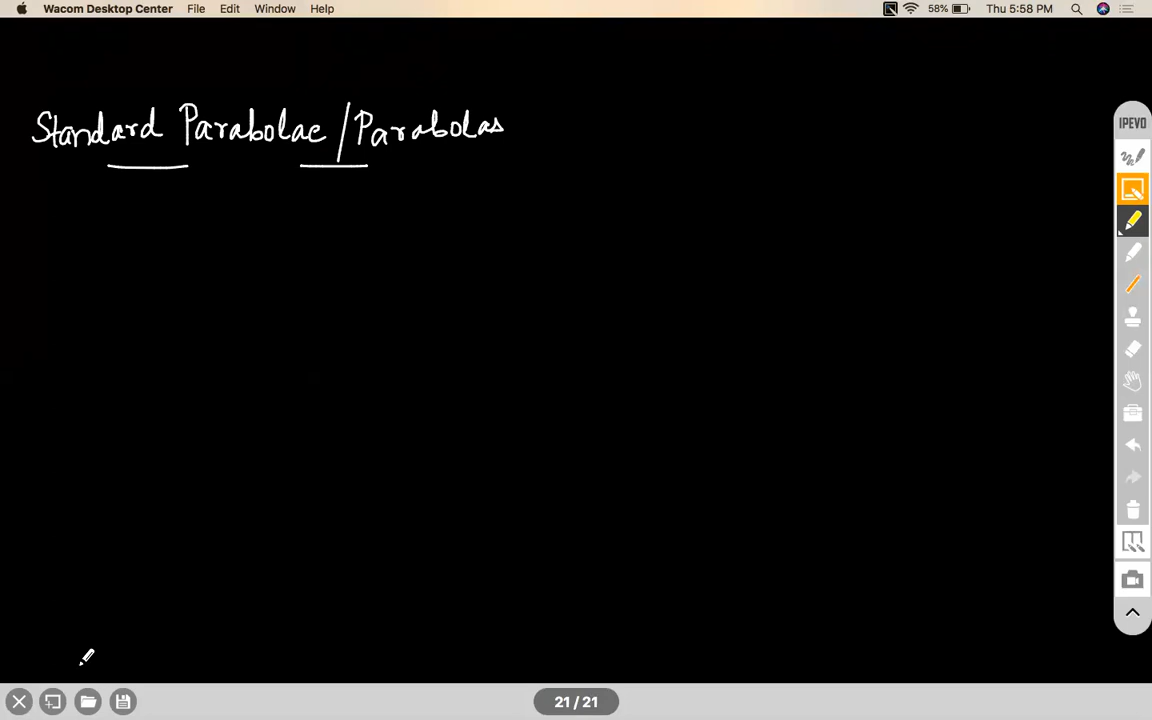 Wacom Desktop Center File Edit Window Help 58% Thu 5:58 PM
Standard Parabolae / Parabolas
IPEVO
21 / 21